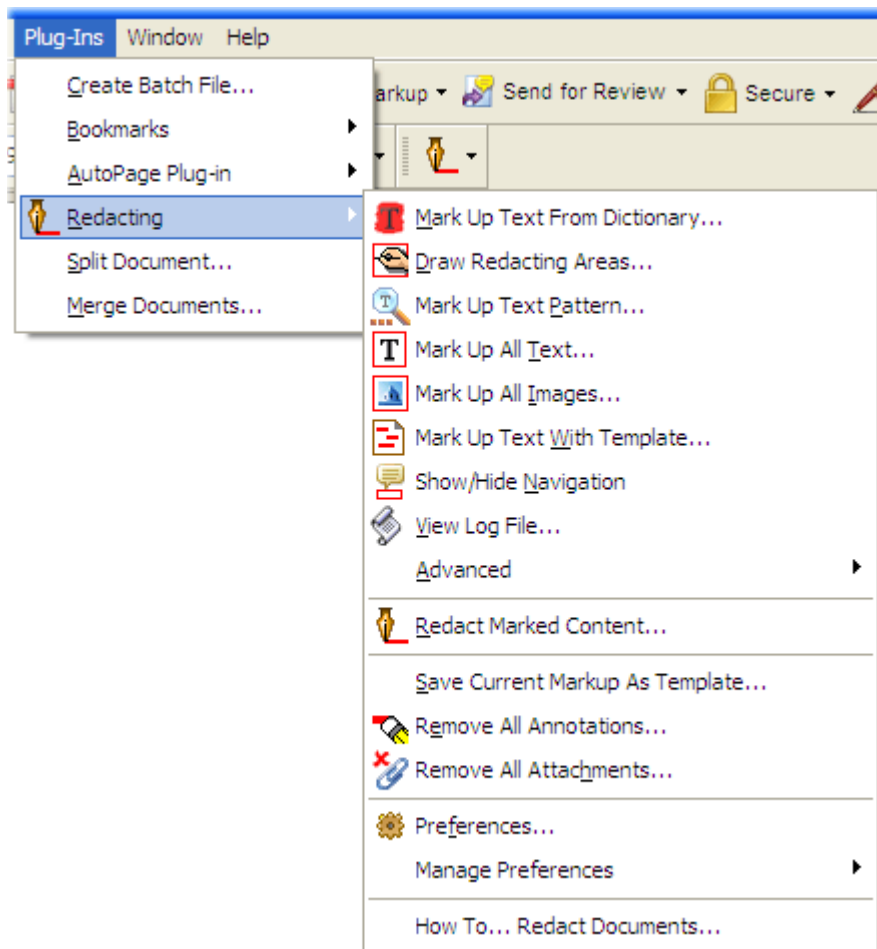 Plug-Ins Window Help
Create Batch File...
arkup Send for Review Secure
Bookmarks
AutoPage Plug-in
Redacting
Split Document...
Merge Documents...
Mark Up Text From Dictionary...
Draw Redacting Areas...
Mark Up Text Pattern...
T Mark Up All Text...
Mark Up All Images...
Mark Up Text With Template...
Show/Hide Navigation
View Log File...
Advanced
Redact Marked Content...
Save Current Markup As Template...
Remove All Annotations...
Remove All Attachments...
Preferences...
Manage Preferences
How To... Redact Documents...